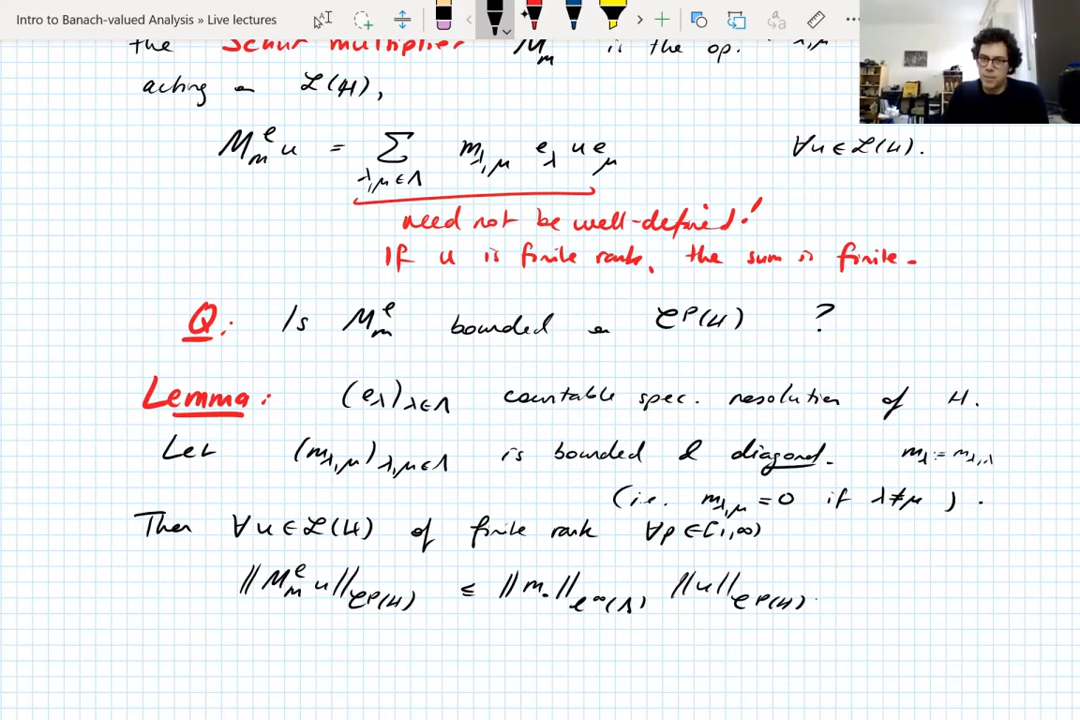 Intro to Banach-valued Analysis » Live lectures
the Schur multiplier M_m is the op.
acting on L(H),
M_m^e u = Σ_{λ,μ∈Λ} m_{λ,μ} e_λ u e_μ ∀u∈L(H).
need not be well-defined!
If u is finite rank, the sum is finite.
Q: Is M_m^e bounded on C^p(H) ?
Lemma: (e_λ)_{λ∈Λ} countable spec. resolution of H.
Let (m_{λ,μ})_{λ,μ∈Λ} is bounded & diagonal. m_λ := m_{λ,λ}
(i.e. m_{λ,μ} = 0 if λ≠μ).
Then ∀u∈L(H) of finite rank ∀p∈[1,∞)
||M_m^e u||_{C^p(H)} ≤ ||m.||_{ℓ^∞(Λ)} ||u||_{C^p(H)}.